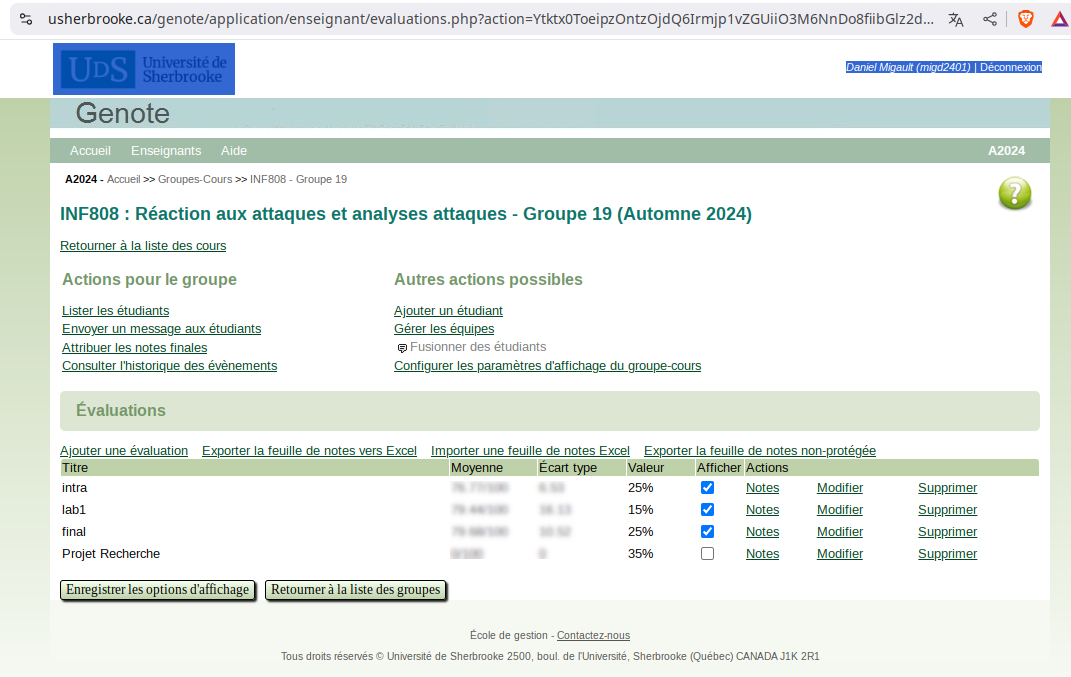 usherbrooke.ca/genote/application/enseignant/evaluations.php?action=Ytktx0ToeipzOntzOjdQ6Irmjp1vZGUiiO3M6NnDo8fiibGlz2d...
UDS Université de Sherbrooke
Daniel Migault (migd2401) | Déconnexion
Genote
Accueil Enseignants Aide A2024
A2024 - Accueil >> Groupes-Cours >> INF808 - Groupe 19
INF808 : Réaction aux attaques et analyses attaques - Groupe 19 (Automne 2024)
Retourner à la liste des cours
Actions pour le groupe Autres actions possibles
Lister les étudiants Ajouter un étudiant
Envoyer un message aux étudiants Gérer les équipes
Attribuer les notes finales Fusionner des étudiants
Consulter l'historique des évènements Configurer les paramètres d'affichage du groupe-cours
Évaluations
Ajouter une évaluation Exporter la feuille de notes vers Excel Importer une feuille de notes Excel Exporter la feuille de notes non-protégée
Titre Moyenne Écart type Valeur Afficher Actions
intra 25% Notes Modifier Supprimer
lab1 15% Notes Modifier Supprimer
final 25% Notes Modifier Supprimer
Projet Recherche 35% Notes Modifier Supprimer
Enregistrer les options d'affichage Retourner à la liste des groupes
École de gestion - Contactez-nous
Tous droits réservés © Université de Sherbrooke 2500, boul. de l'Université, Sherbrooke (Québec) CANADA J1K 2R1